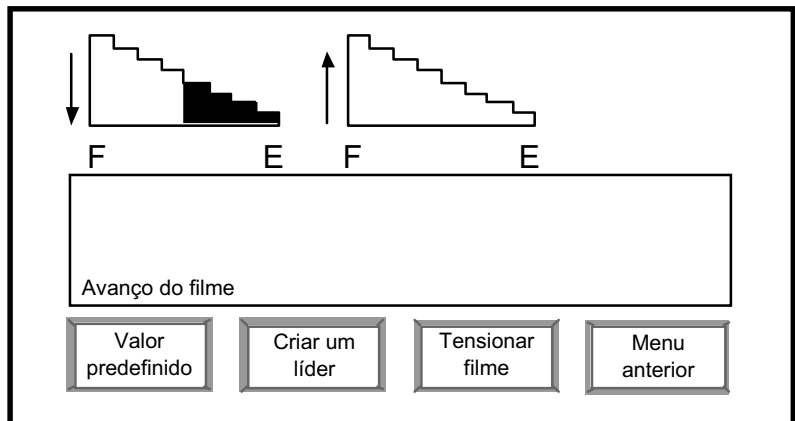 F E F E
Avanço do filme
Valor
predefinido
Criar um
líder
Tensionar
filme
Menu
anterior